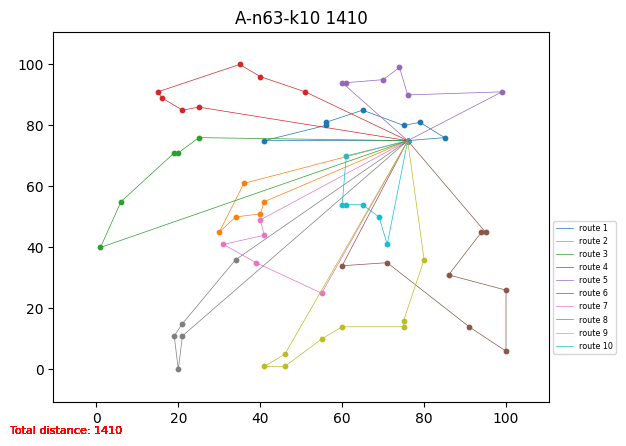 A-n63-k10 1410
100
80
60
40
20
0
0 20 40 60 80 100
route 1
route 2
route 3
route 4
route 5
route 6
route 7
route 8
route 9
route 10
Total distance: 1410